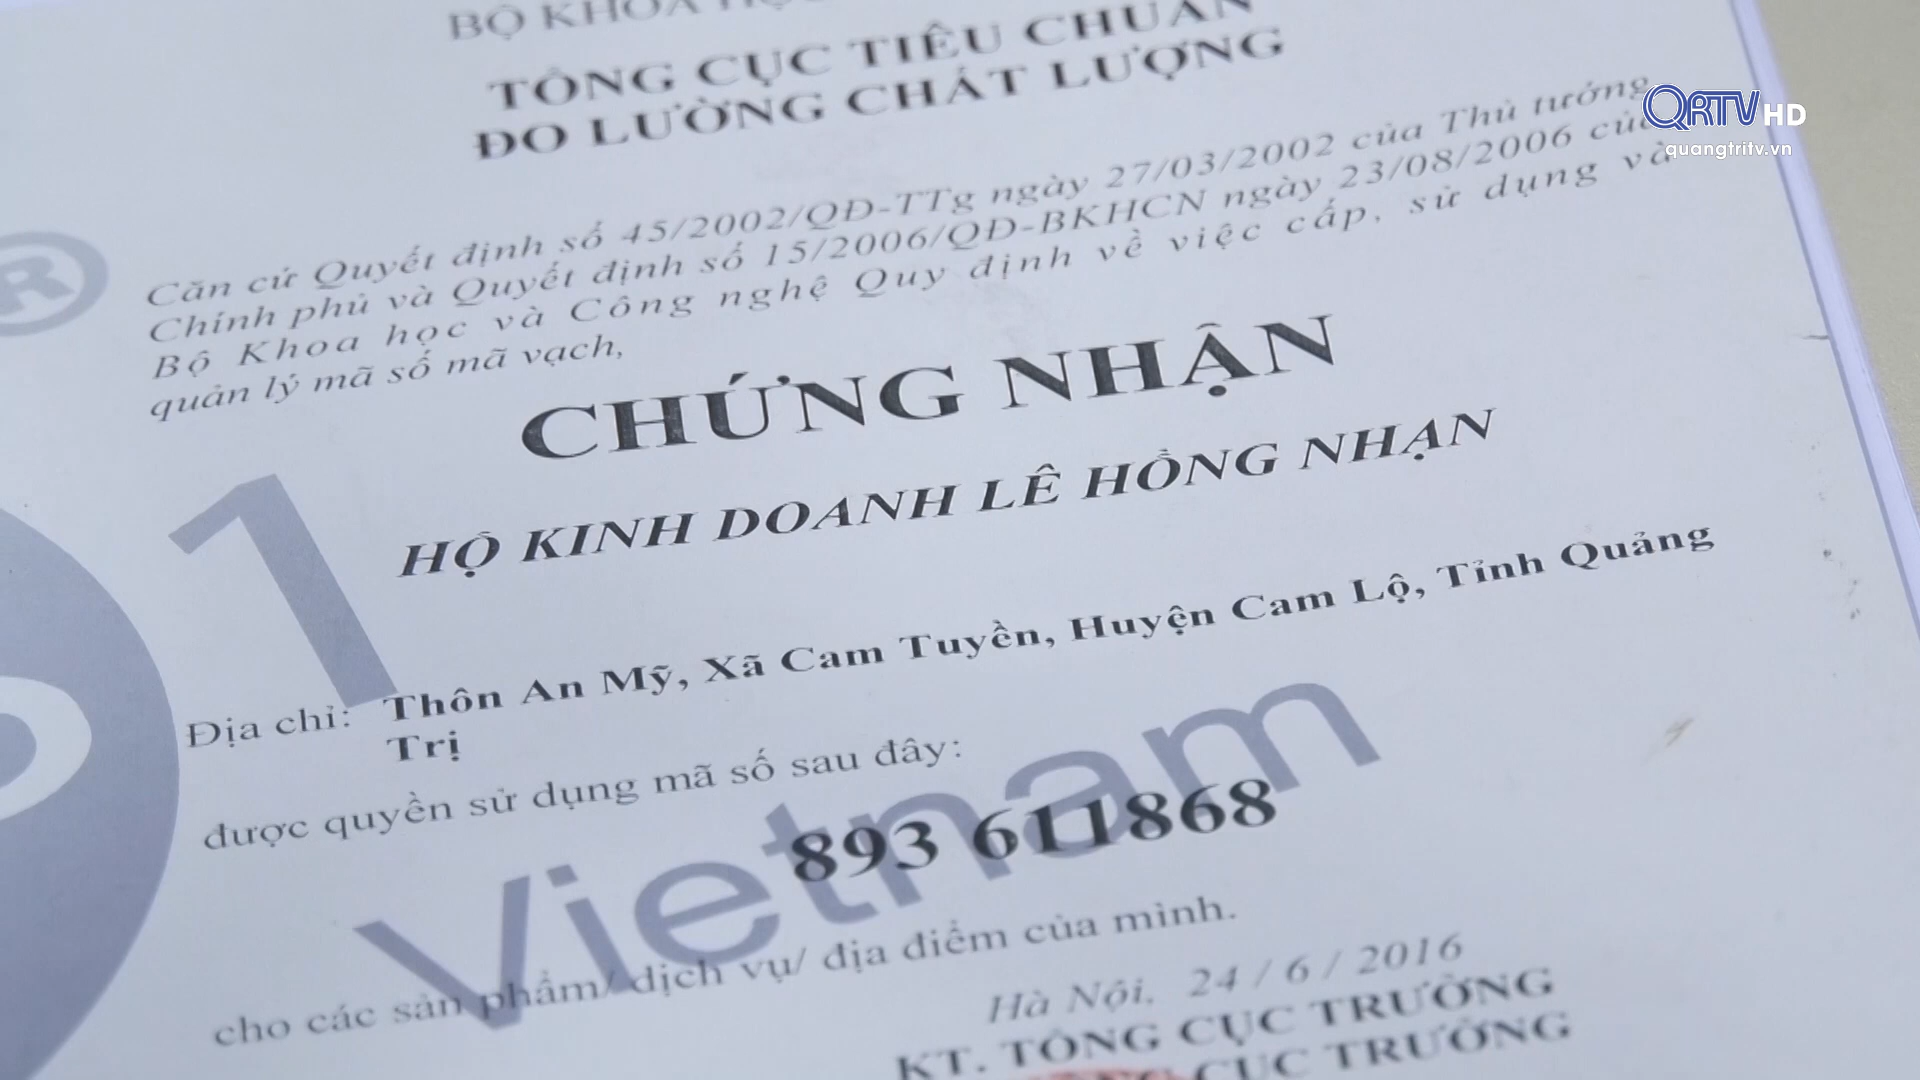 BỘ KHOA
TỔNG CỤC TIÊU CHUẨN
ĐO LƯỜNG CHẤT LƯỢNG
QRTV HD
quangtritv.vn
Căn cứ Quyết định số 45/2002/QĐ-TTg ngày 27/03/2002 của Thủ tướng
Chính phủ và Quyết định số 15/2006/QĐ-BKHCN ngày 23/08/2006 của
Bộ Khoa học và Công nghệ Quy định về việc cấp, sử dụng và
quản lý mã số mã vạch,
®
CHỨNG NHẬN
HỘ KINH DOANH LÊ HỒNG NHẠN
1
Địa chỉ: Thôn An Mỹ, Xã Cam Tuyền, Huyện Cam Lộ, Tỉnh Quảng
Trị
được quyền sử dụng mã số sau đây:
893 611868
Vietnam
cho các sản phẩm/ dịch vụ/ địa điểm của mình.
Hà Nội, 24 / 6 / 2016
KT. TỔNG CỤC TRƯỞNG
CỤC TRƯỞNG